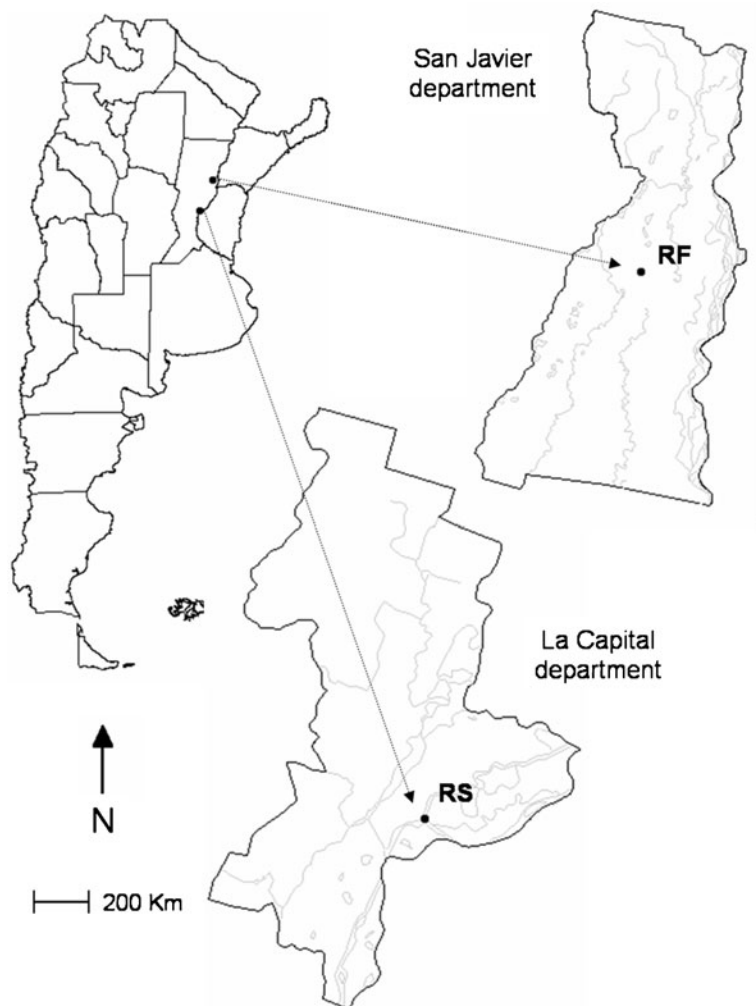 San Javier
department
RF
La Capital
department
RS
N
200 Km